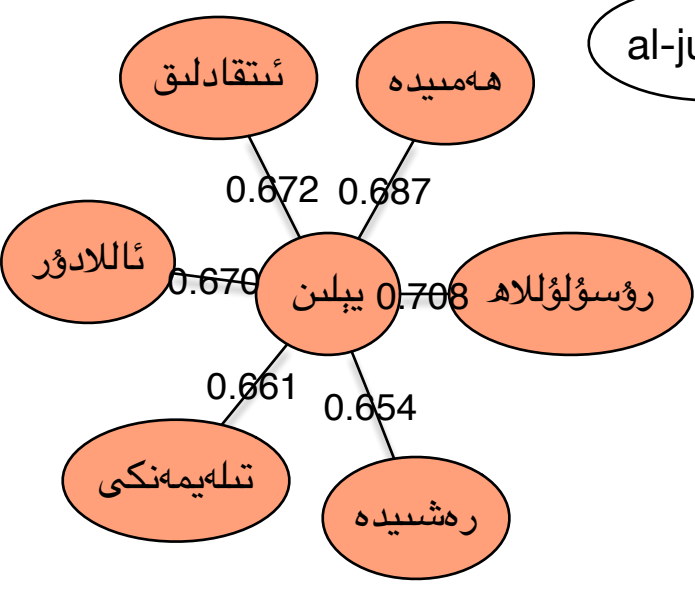 ئىتقادلىق
ھەمىيدە
al-ju
0.672
0.687
ئاللادۇر
0.670
يېلىن
0.708
رۇسۇلۇللاھ
0.661
0.654
تىلەيمەنكى
رەشىيدە